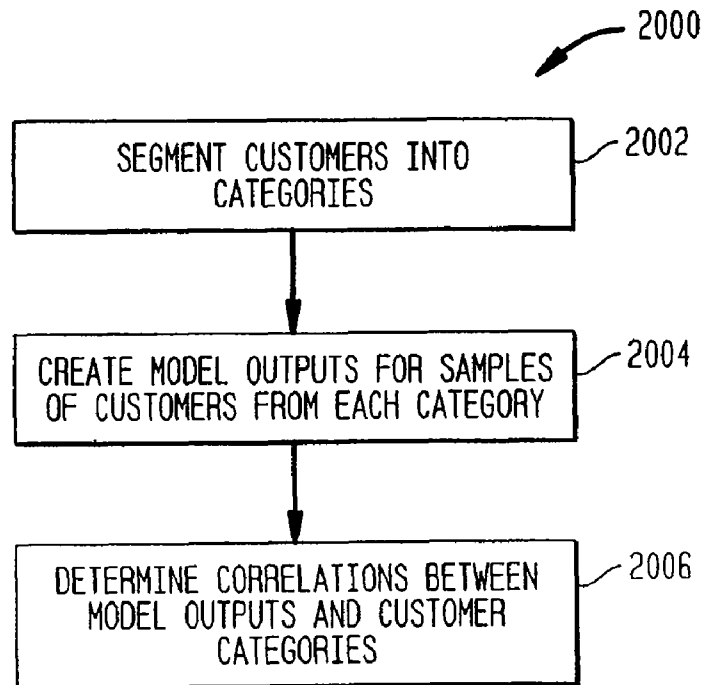 2000
SEGMENT CUSTOMERS INTO
CATEGORIES
2002
CREATE MODEL OUTPUTS FOR SAMPLES
OF CUSTOMERS FROM EACH CATEGORY
2004
DETERMINE CORRELATIONS BETWEEN
MODEL OUTPUTS AND CUSTOMER
CATEGORIES
2006